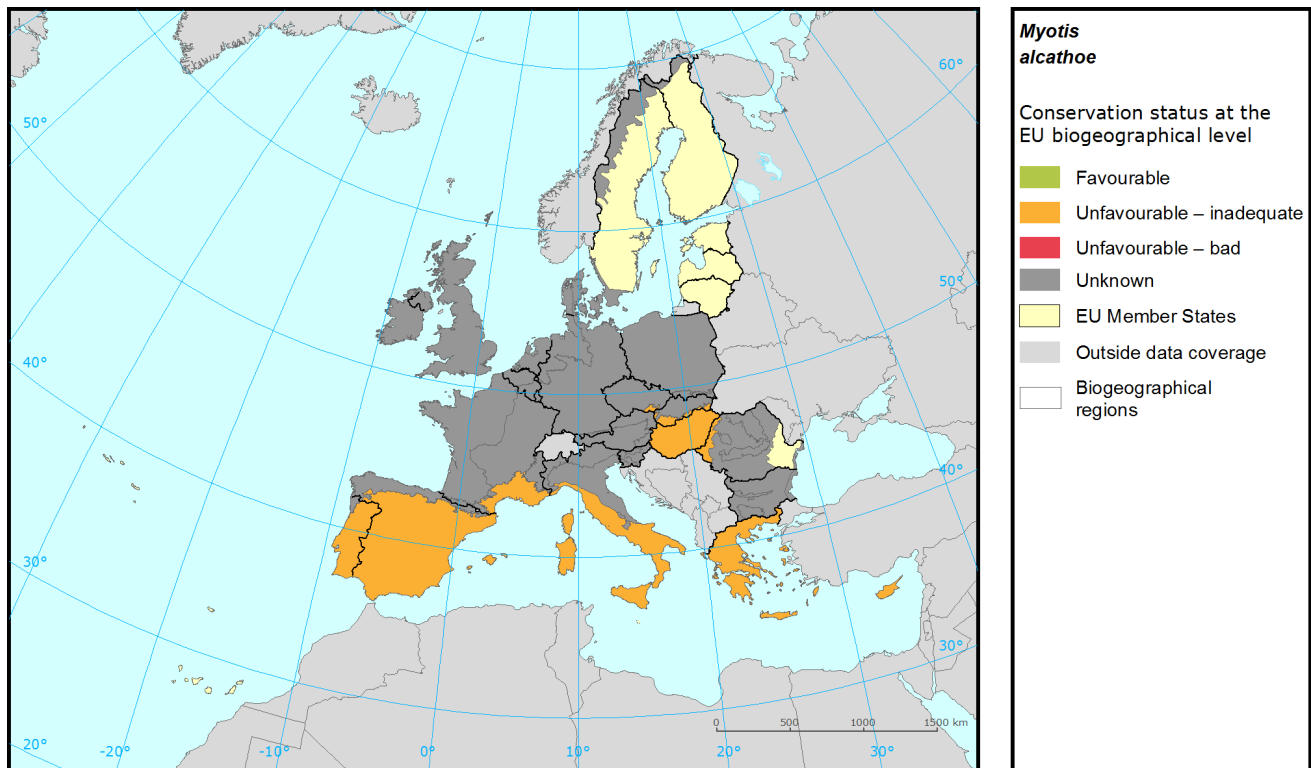 Myotis
alcathoe
Conservation status at the
EU biogeographical level
Favourable
Unfavourable – inadequate
Unfavourable – bad
Unknown
EU Member States
Outside data coverage
Biogeographical
regions
60°
50°
50°
40°
40°
30°
30°
20°
-20°
-10°
0°
10°
20°
30°
0 500 1000 1500 km